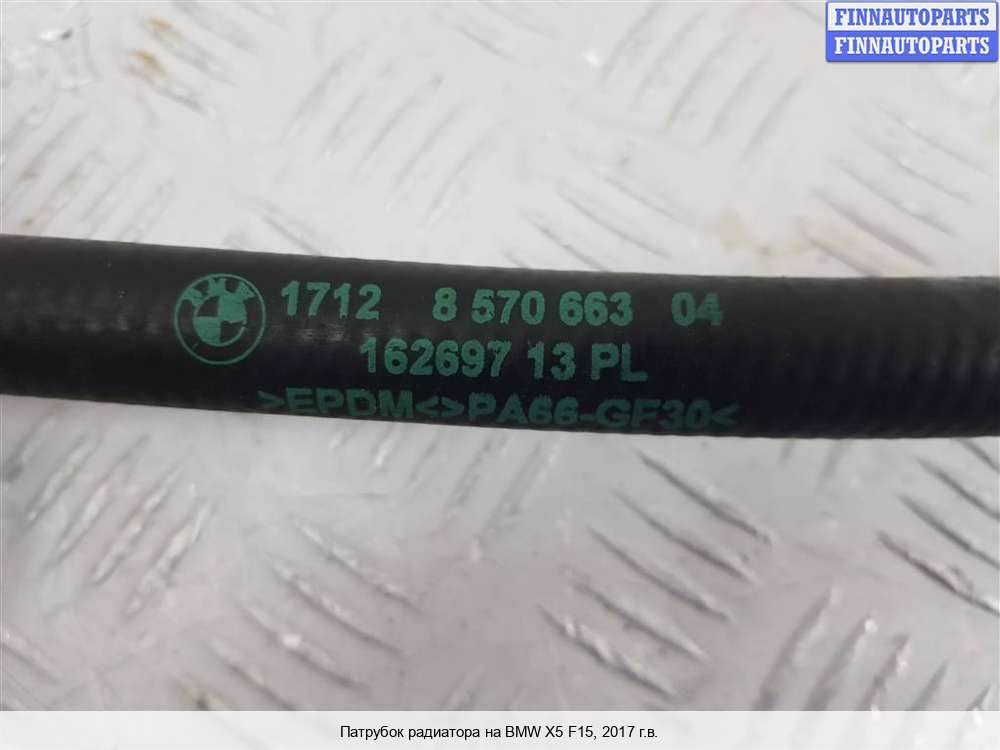 FINNAUTOPARTS
FINNAUTOPARTS
BMW
1712 8 570 663 04
162697 13 PL
>EPDM<>PA66-GF30<
Патрубок радиатора на BMW X5 F15, 2017 г.в.